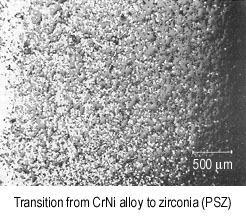 500 µm
Transition from CrNi alloy to zirconia (PSZ)